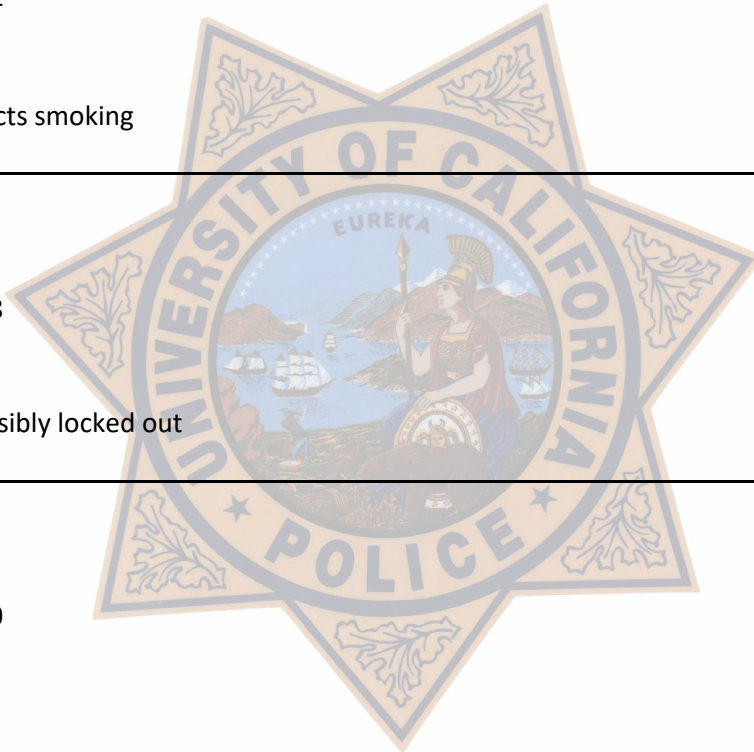 cts smoking
UNIVERSITY OF CALIFORNIA
EUREKA
sibly locked out
POLICE